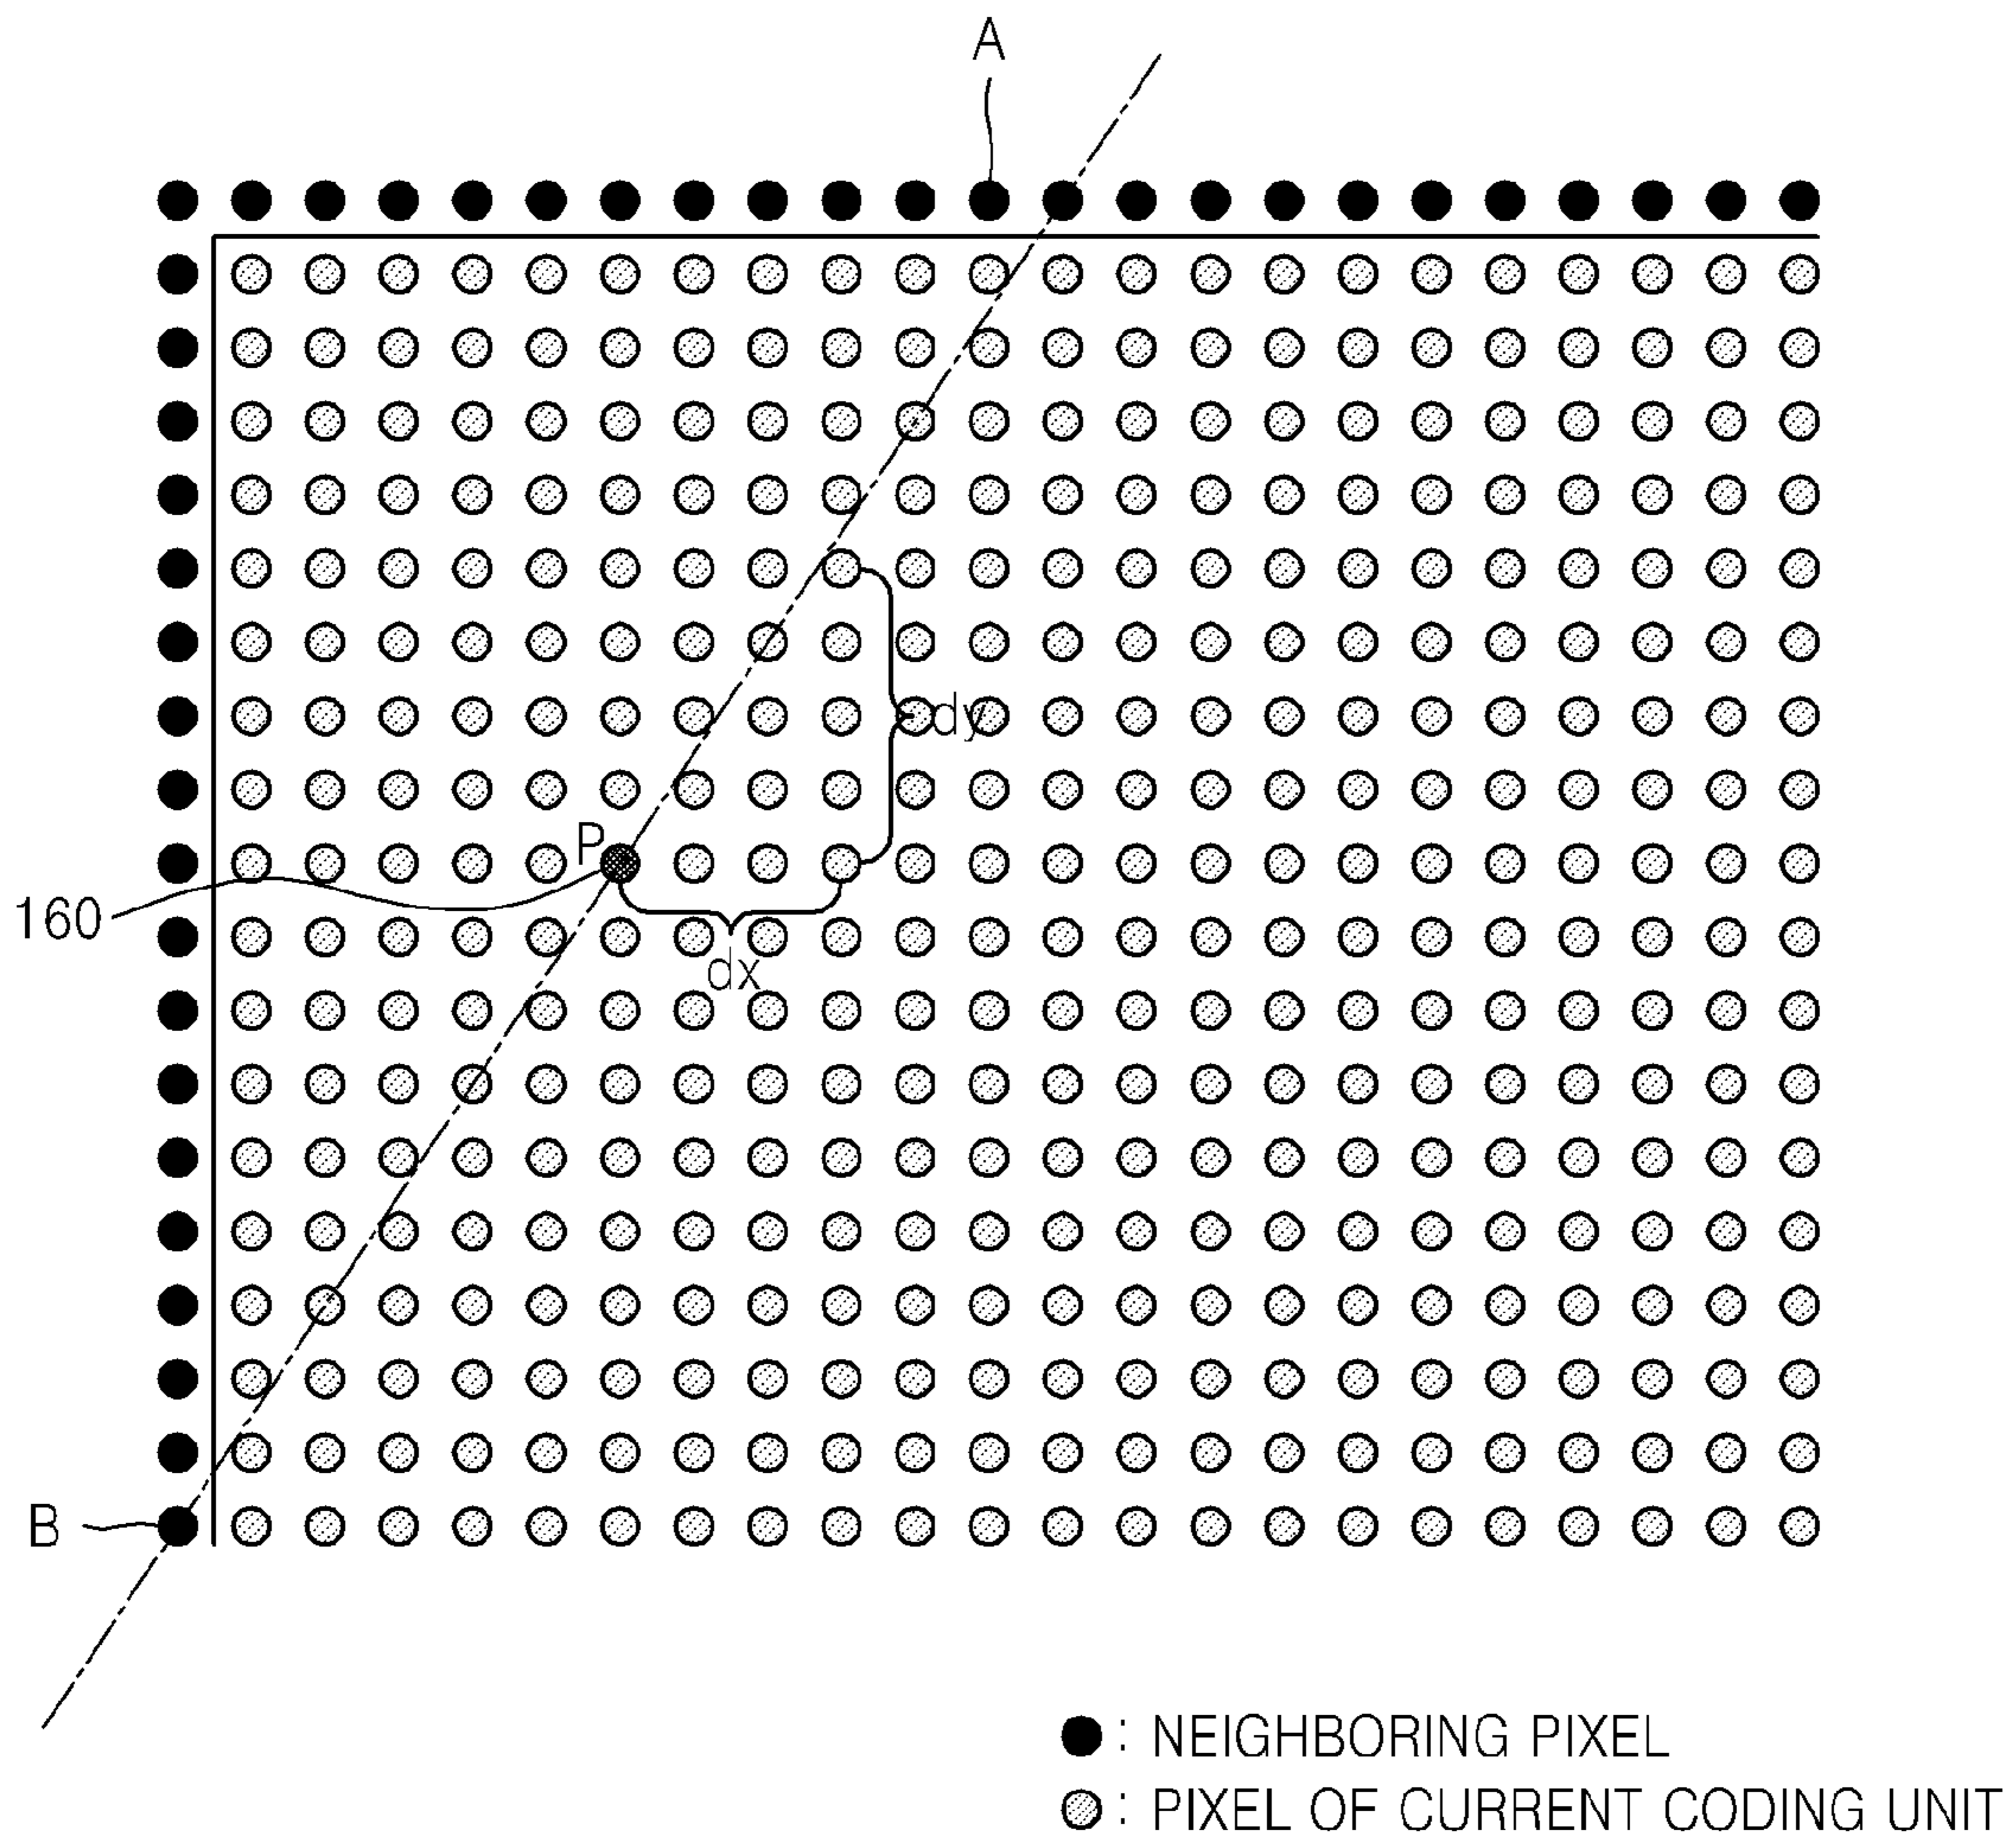 A
dy
P
160
dx
B
: NEIGHBORING PIXEL
: PIXEL OF CURRENT CODING UNIT